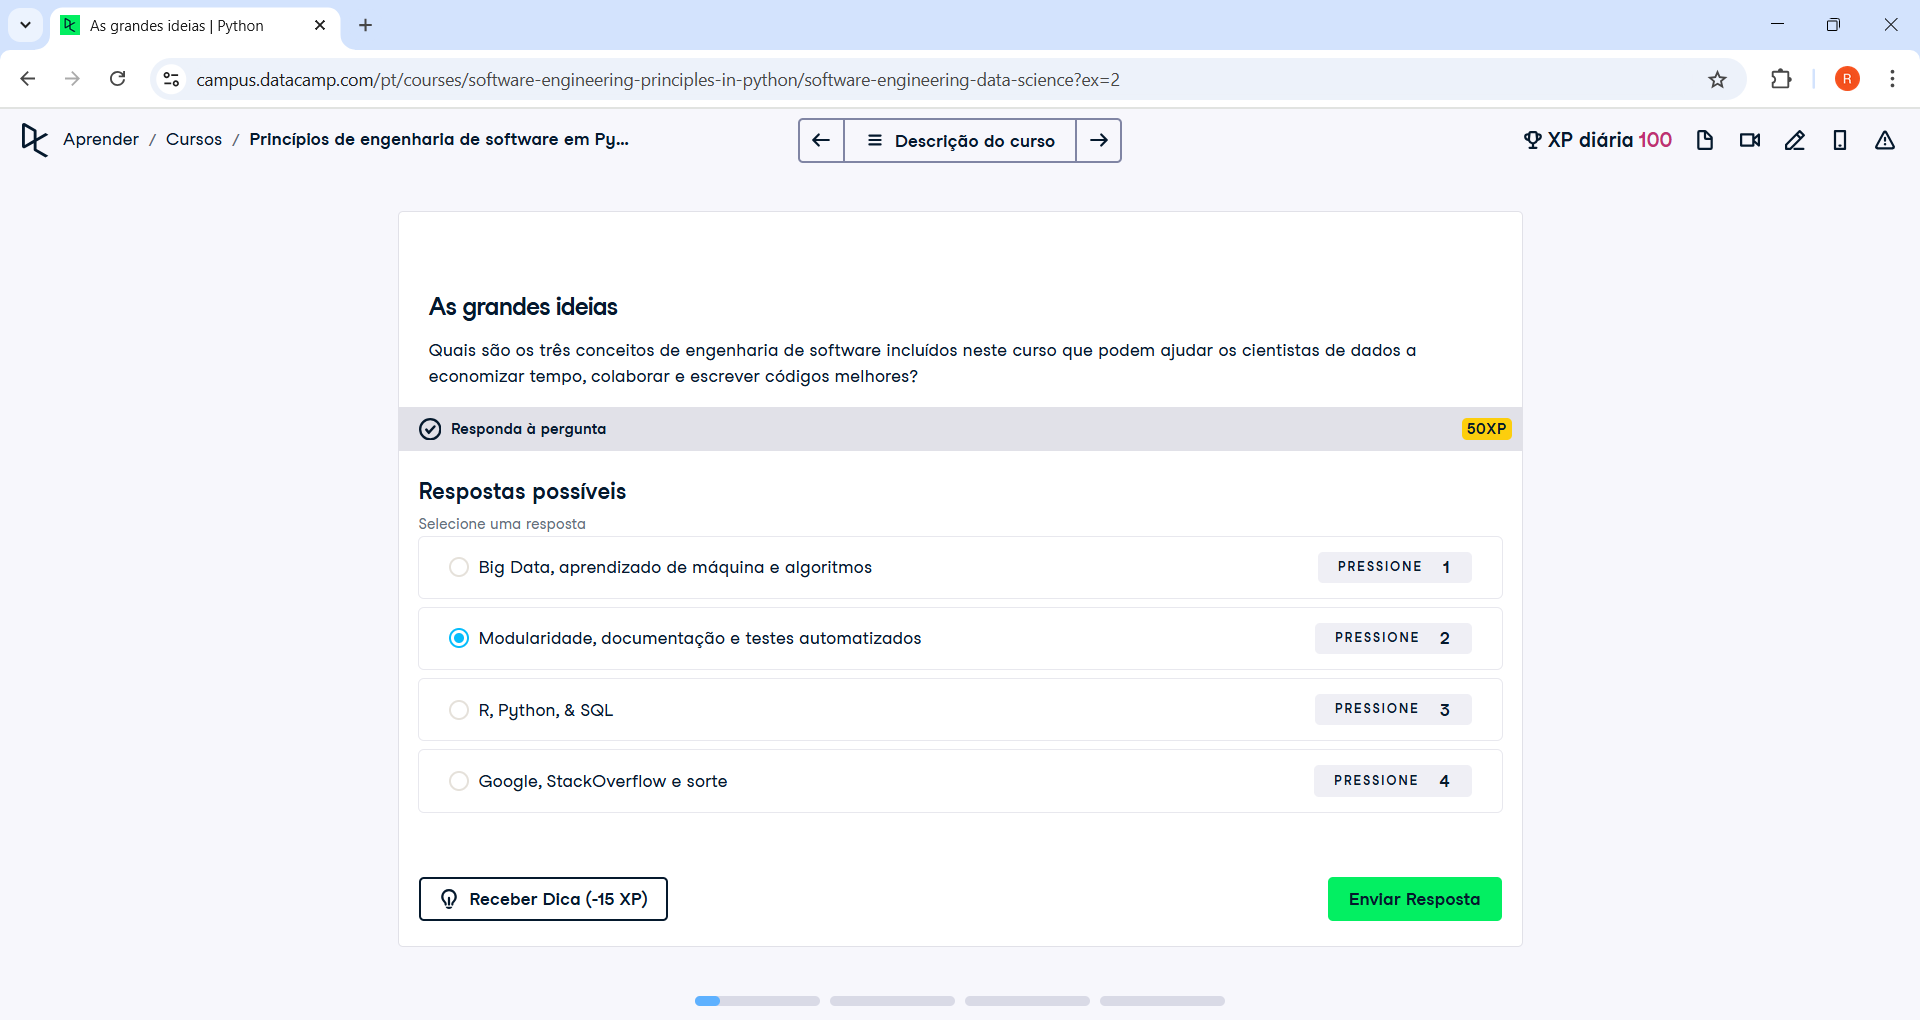 As grandes ideias | Python
campus.datacamp.com/pt/courses/software-engineering-principles-in-python/software-engineering-data-science?ex=2
R
Aprender / Cursos / Princípios de engenharia de software em Py...
Descrição do curso
XP diária 100
As grandes ideias
Quais são os três conceitos de engenharia de software incluídos neste curso que podem ajudar os cientistas de dados a
economizar tempo, colaborar e escrever códigos melhores?
Responda à pergunta
50XP
Respostas possíveis
Selecione uma resposta
Big Data, aprendizado de máquina e algoritmos
PRESSIONE 1
Modularidade, documentação e testes automatizados
PRESSIONE 2
R, Python, & SQL
PRESSIONE 3
Google, StackOverflow e sorte
PRESSIONE 4
Receber Dica (-15 XP)
Enviar Resposta